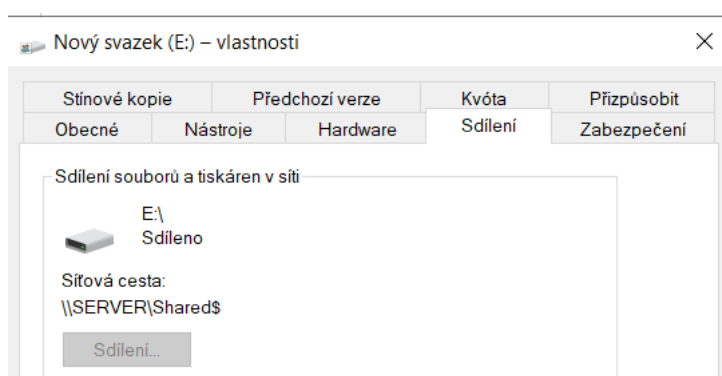 Nový svazek (E:) – vlastnosti
Stínové kopie Předchozí verze Kvóta Přizpůsobit
Obecné Nástroje Hardware Sdílení Zabezpečení
Sdílení souborů a tiskáren v síti
E:\
Sdíleno
Síťová cesta:
\\SERVER\Shared$
Sdílení...